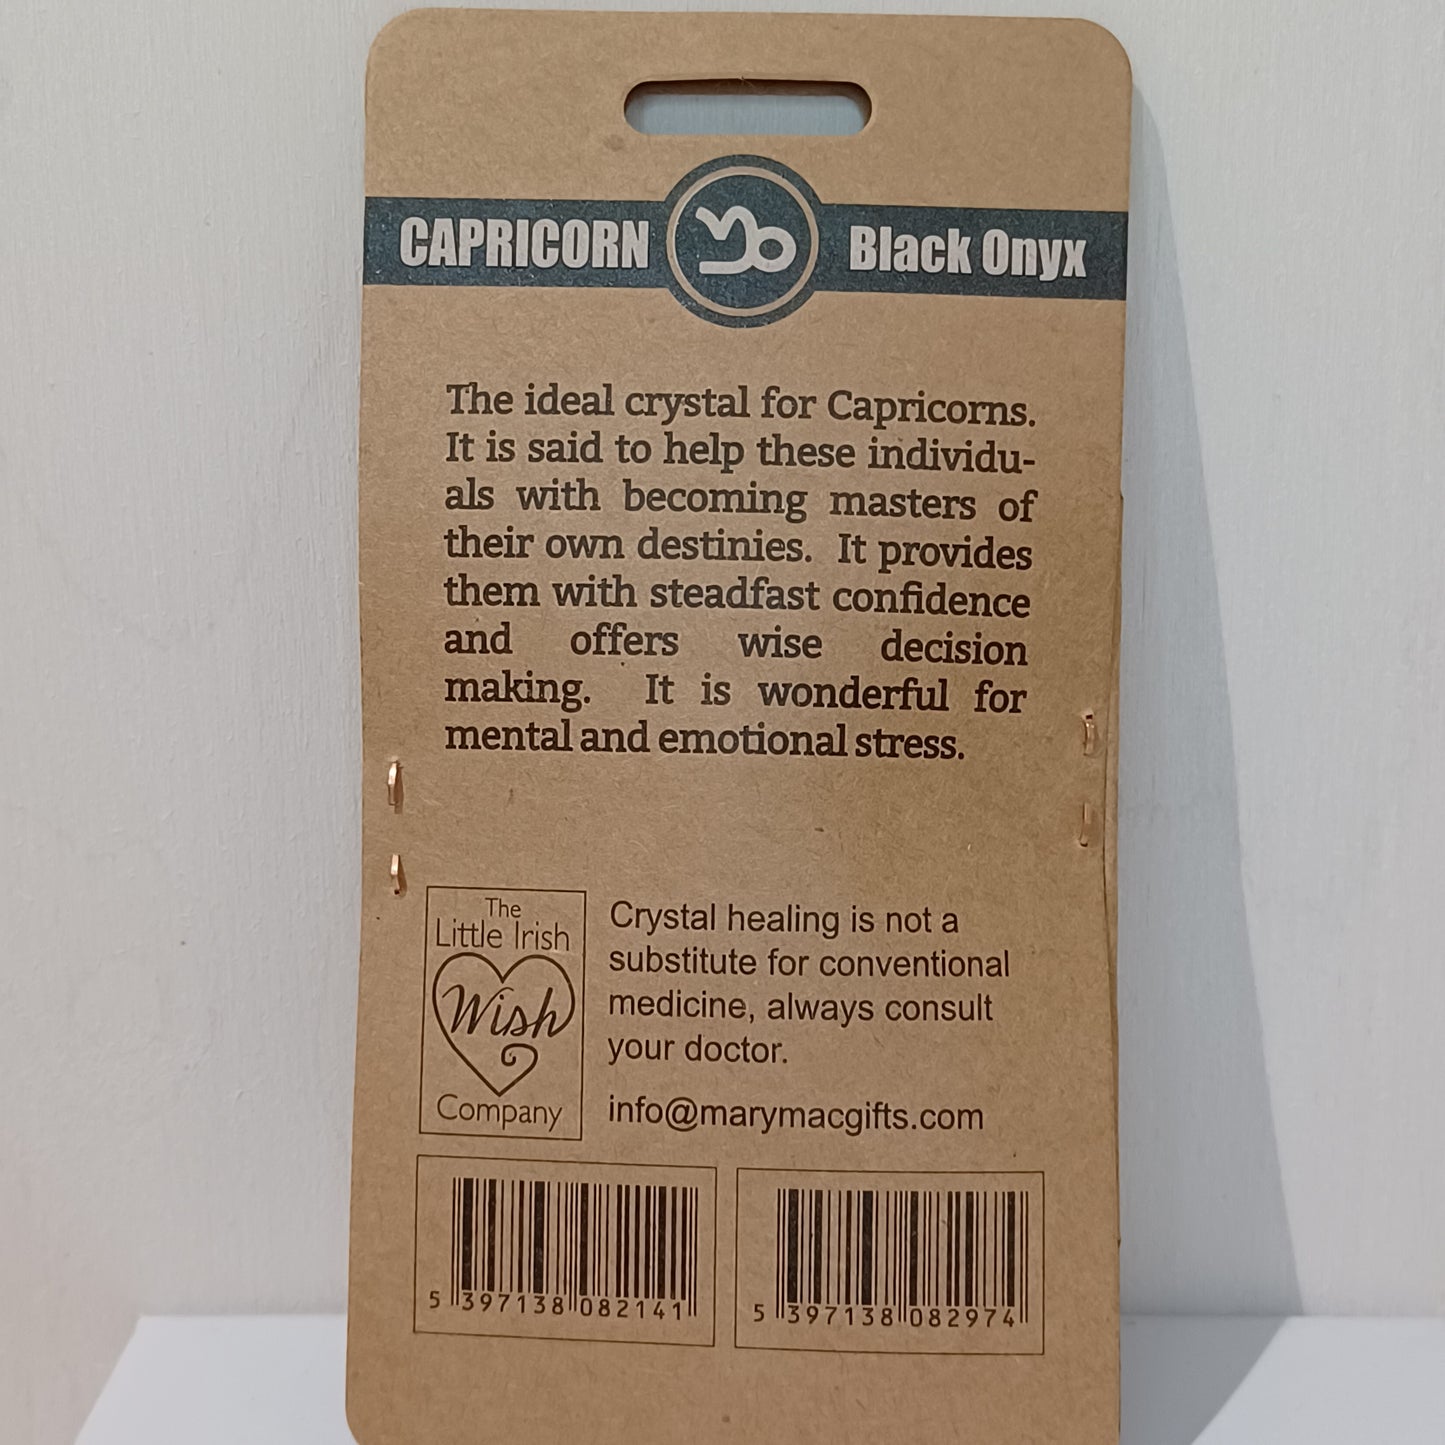 CAPRICORN Black Onyx
The ideal crystal for Capricorns.
It is said to help these individu-
als with becoming masters of
their own destinies. It provides
them with steadfast confidence
and offers wise decision
making. It is wonderful for
mental and emotional stress.
The
Little Irish
Wish
Company
Crystal healing is not a
substitute for conventional
medicine, always consult
your doctor.
info@marymacgifts.com
5 397138 082141
5 397138 082974